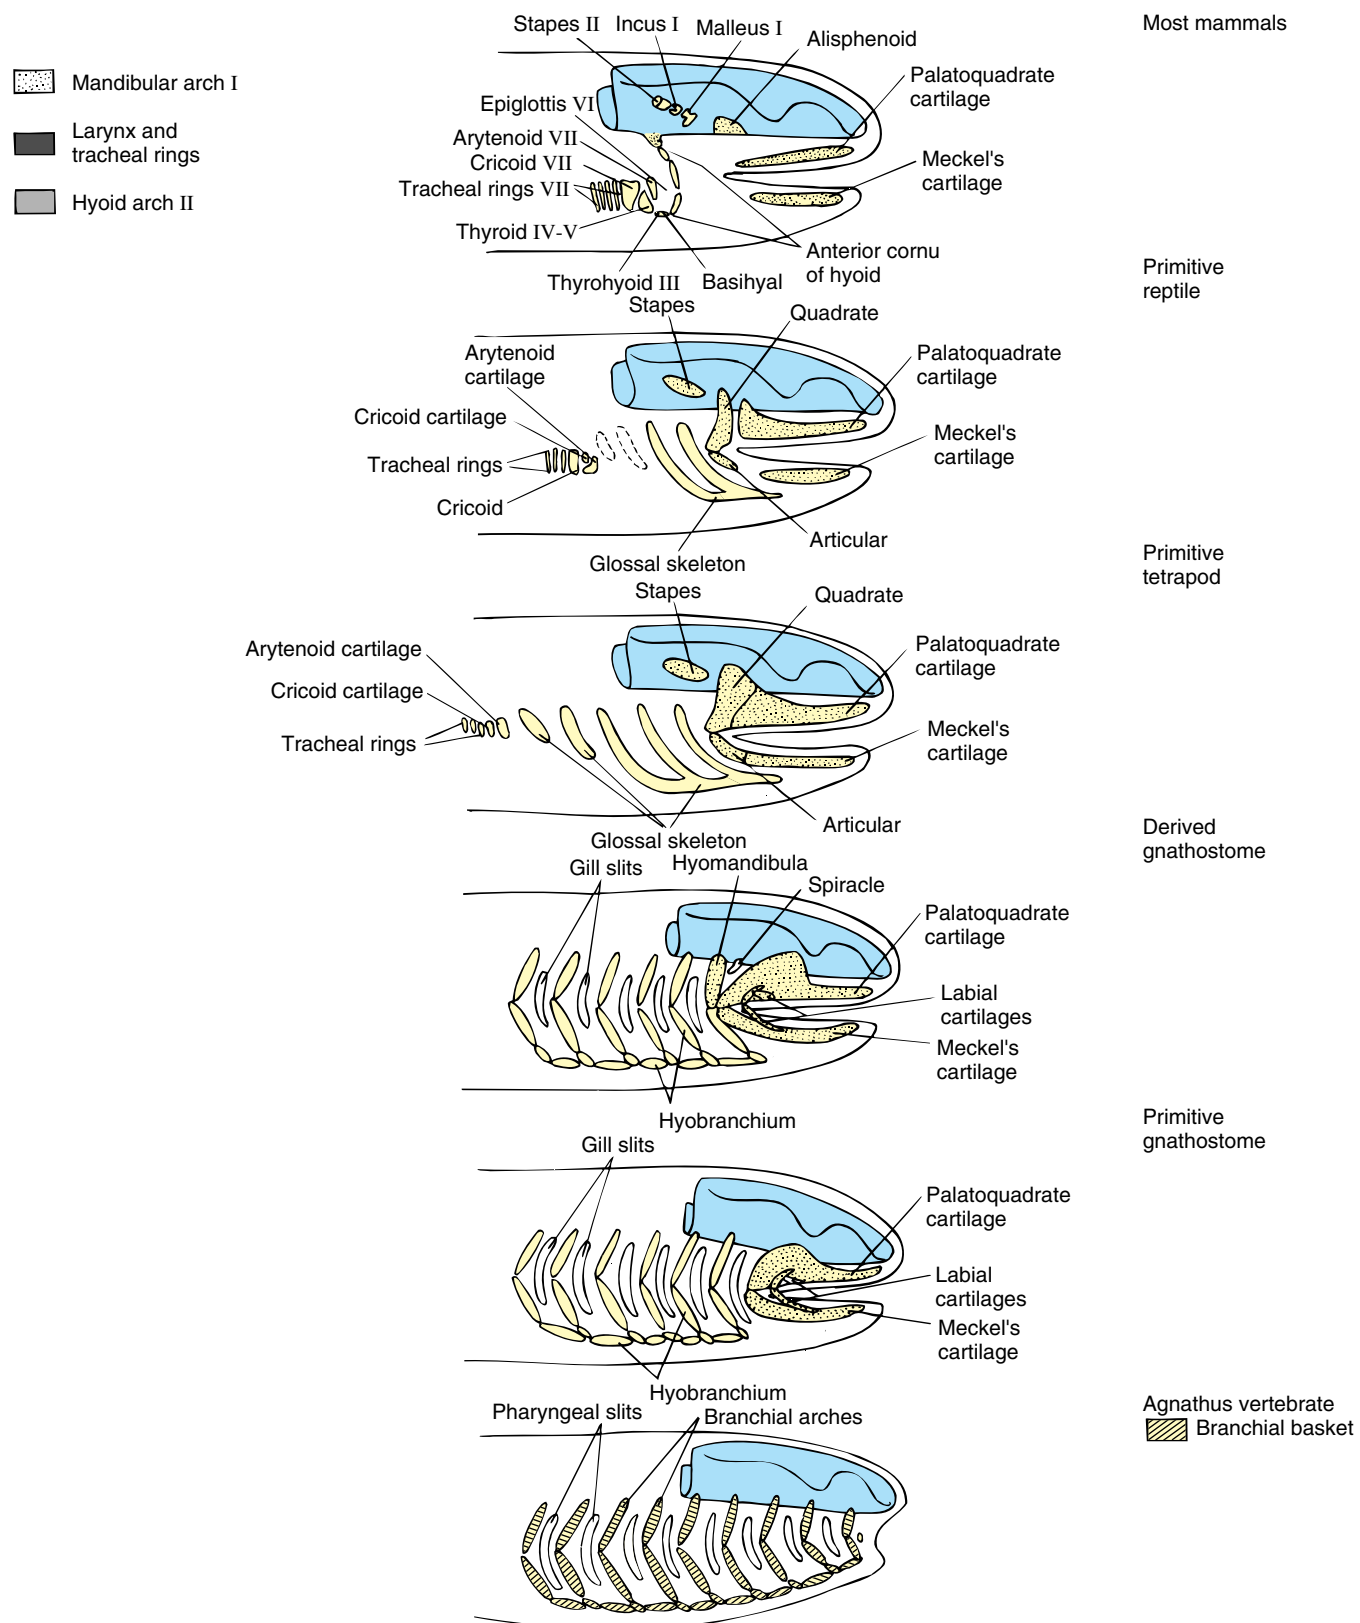 Mandibular arch I
Larynx and
tracheal rings
Hyoid arch II
Most mammals
Stapes II
Incus I
Malleus I
Alisphenoid
Palatoquadrate
cartilage
Epiglottis VI
Arytenoid VII
Cricoid VII
Tracheal rings VII
Thyroid IV-V
Meckel's
cartilage
Anterior cornu
of hyoid
Thyrohyoid III
Basihyal
Primitive
reptile
Stapes
Quadrate
Arytenoid
cartilage
Palatoquadrate
cartilage
Cricoid cartilage
Tracheal rings
Cricoid
Meckel's
cartilage
Articular
Glossal skeleton
Primitive
tetrapod
Stapes
Quadrate
Arytenoid cartilage
Palatoquadrate
cartilage
Cricoid cartilage
Tracheal rings
Meckel's
cartilage
Articular
Glossal skeleton
Derived
gnathostome
Gill slits
Hyomandibula
Spiracle
Palatoquadrate
cartilage
Labial
cartilages
Meckel's
cartilage
Hyobranchium
Primitive
gnathostome
Gill slits
Palatoquadrate
cartilage
Labial
cartilages
Meckel's
cartilage
Hyobranchium
Agnathus vertebrate
Branchial basket
Pharyngeal slits
Branchial arches